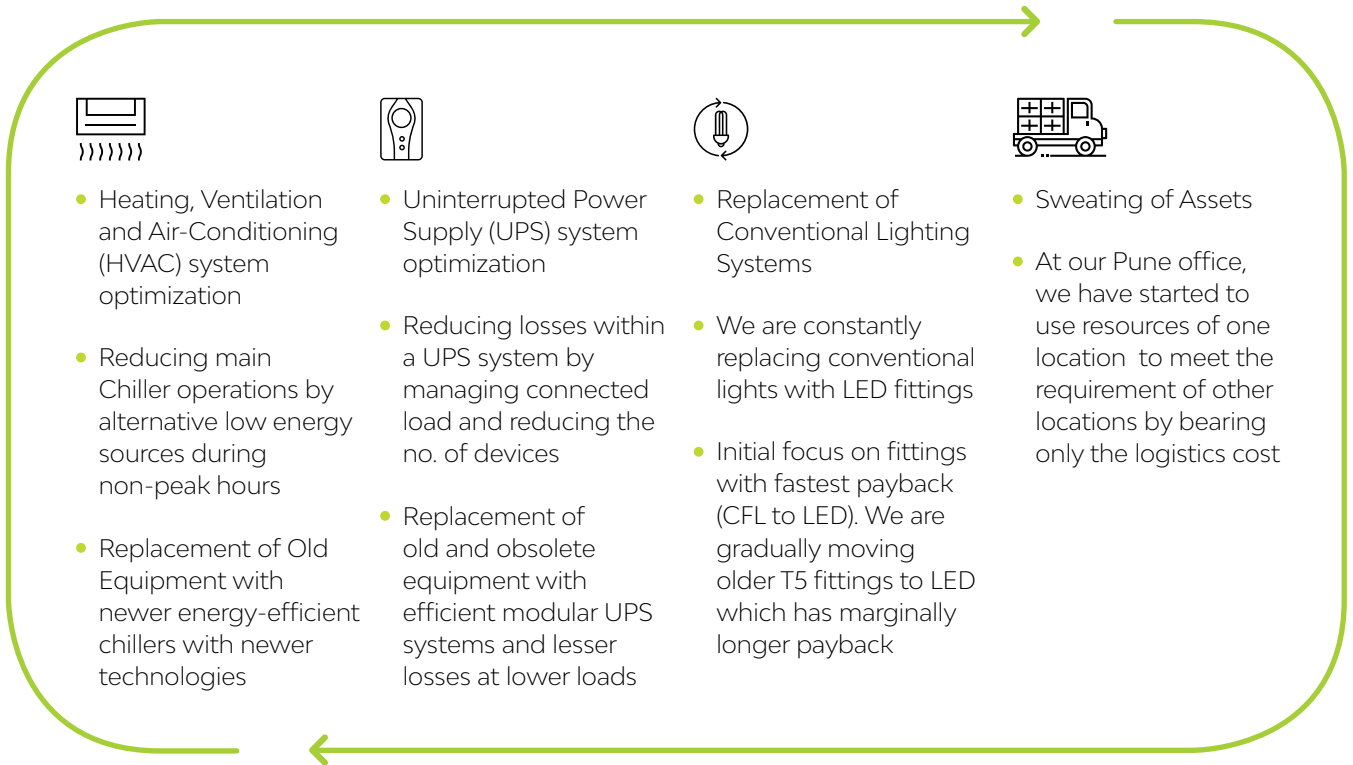 Heating, Ventilation
and Air-Conditioning
(HVAC) system
optimization
Reducing main
Chiller operations by
alternative low energy
sources during
non-peak hours
Replacement of Old
Equipment with
newer energy-efficient
chillers with newer
technologies
Uninterrupted Power
Supply (UPS) system
optimization
Reducing losses within
a UPS system by
managing connected
load and reducing the
no. of devices
Replacement of
old and obsolete
equipment with
efficient modular UPS
systems and lesser
losses at lower loads
Replacement of
Conventional Lighting
Systems
We are constantly
replacing conventional
lights with LED fittings
Initial focus on fittings
with fastest payback
(CFL to LED). We are
gradually moving
older T5 fittings to LED
which has marginally
longer payback
Sweating of Assets
At our Pune office,
we have started to
use resources of one
location to meet the
requirement of other
locations by bearing
only the logistics cost